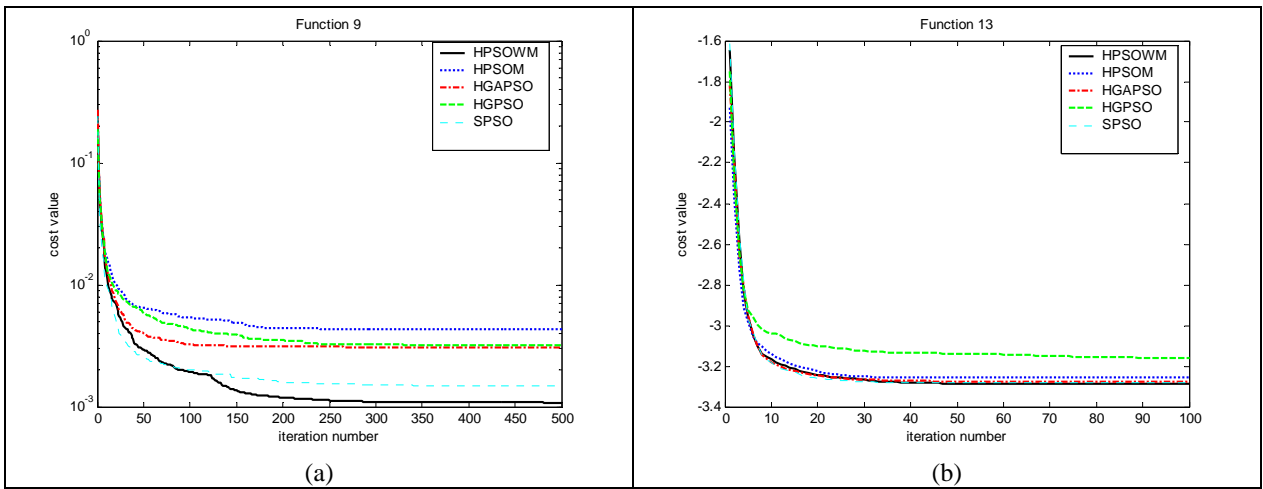 Function 9
10^0
10^-1
10^-2
10^-3
cost value
0 50 100 150 200 250 300 350 400 450 500
iteration number
HPSOWM
HPSOM
HGAPSO
HGPSO
SPSO
(a)
Function 13
-1.6
-1.8
-2
-2.2
-2.4
-2.6
-2.8
-3
-3.2
-3.4
cost value
0 10 20 30 40 50 60 70 80 90 100
iteration number
HPSOWM
HPSOM
HGAPSO
HGPSO
SPSO
(b)